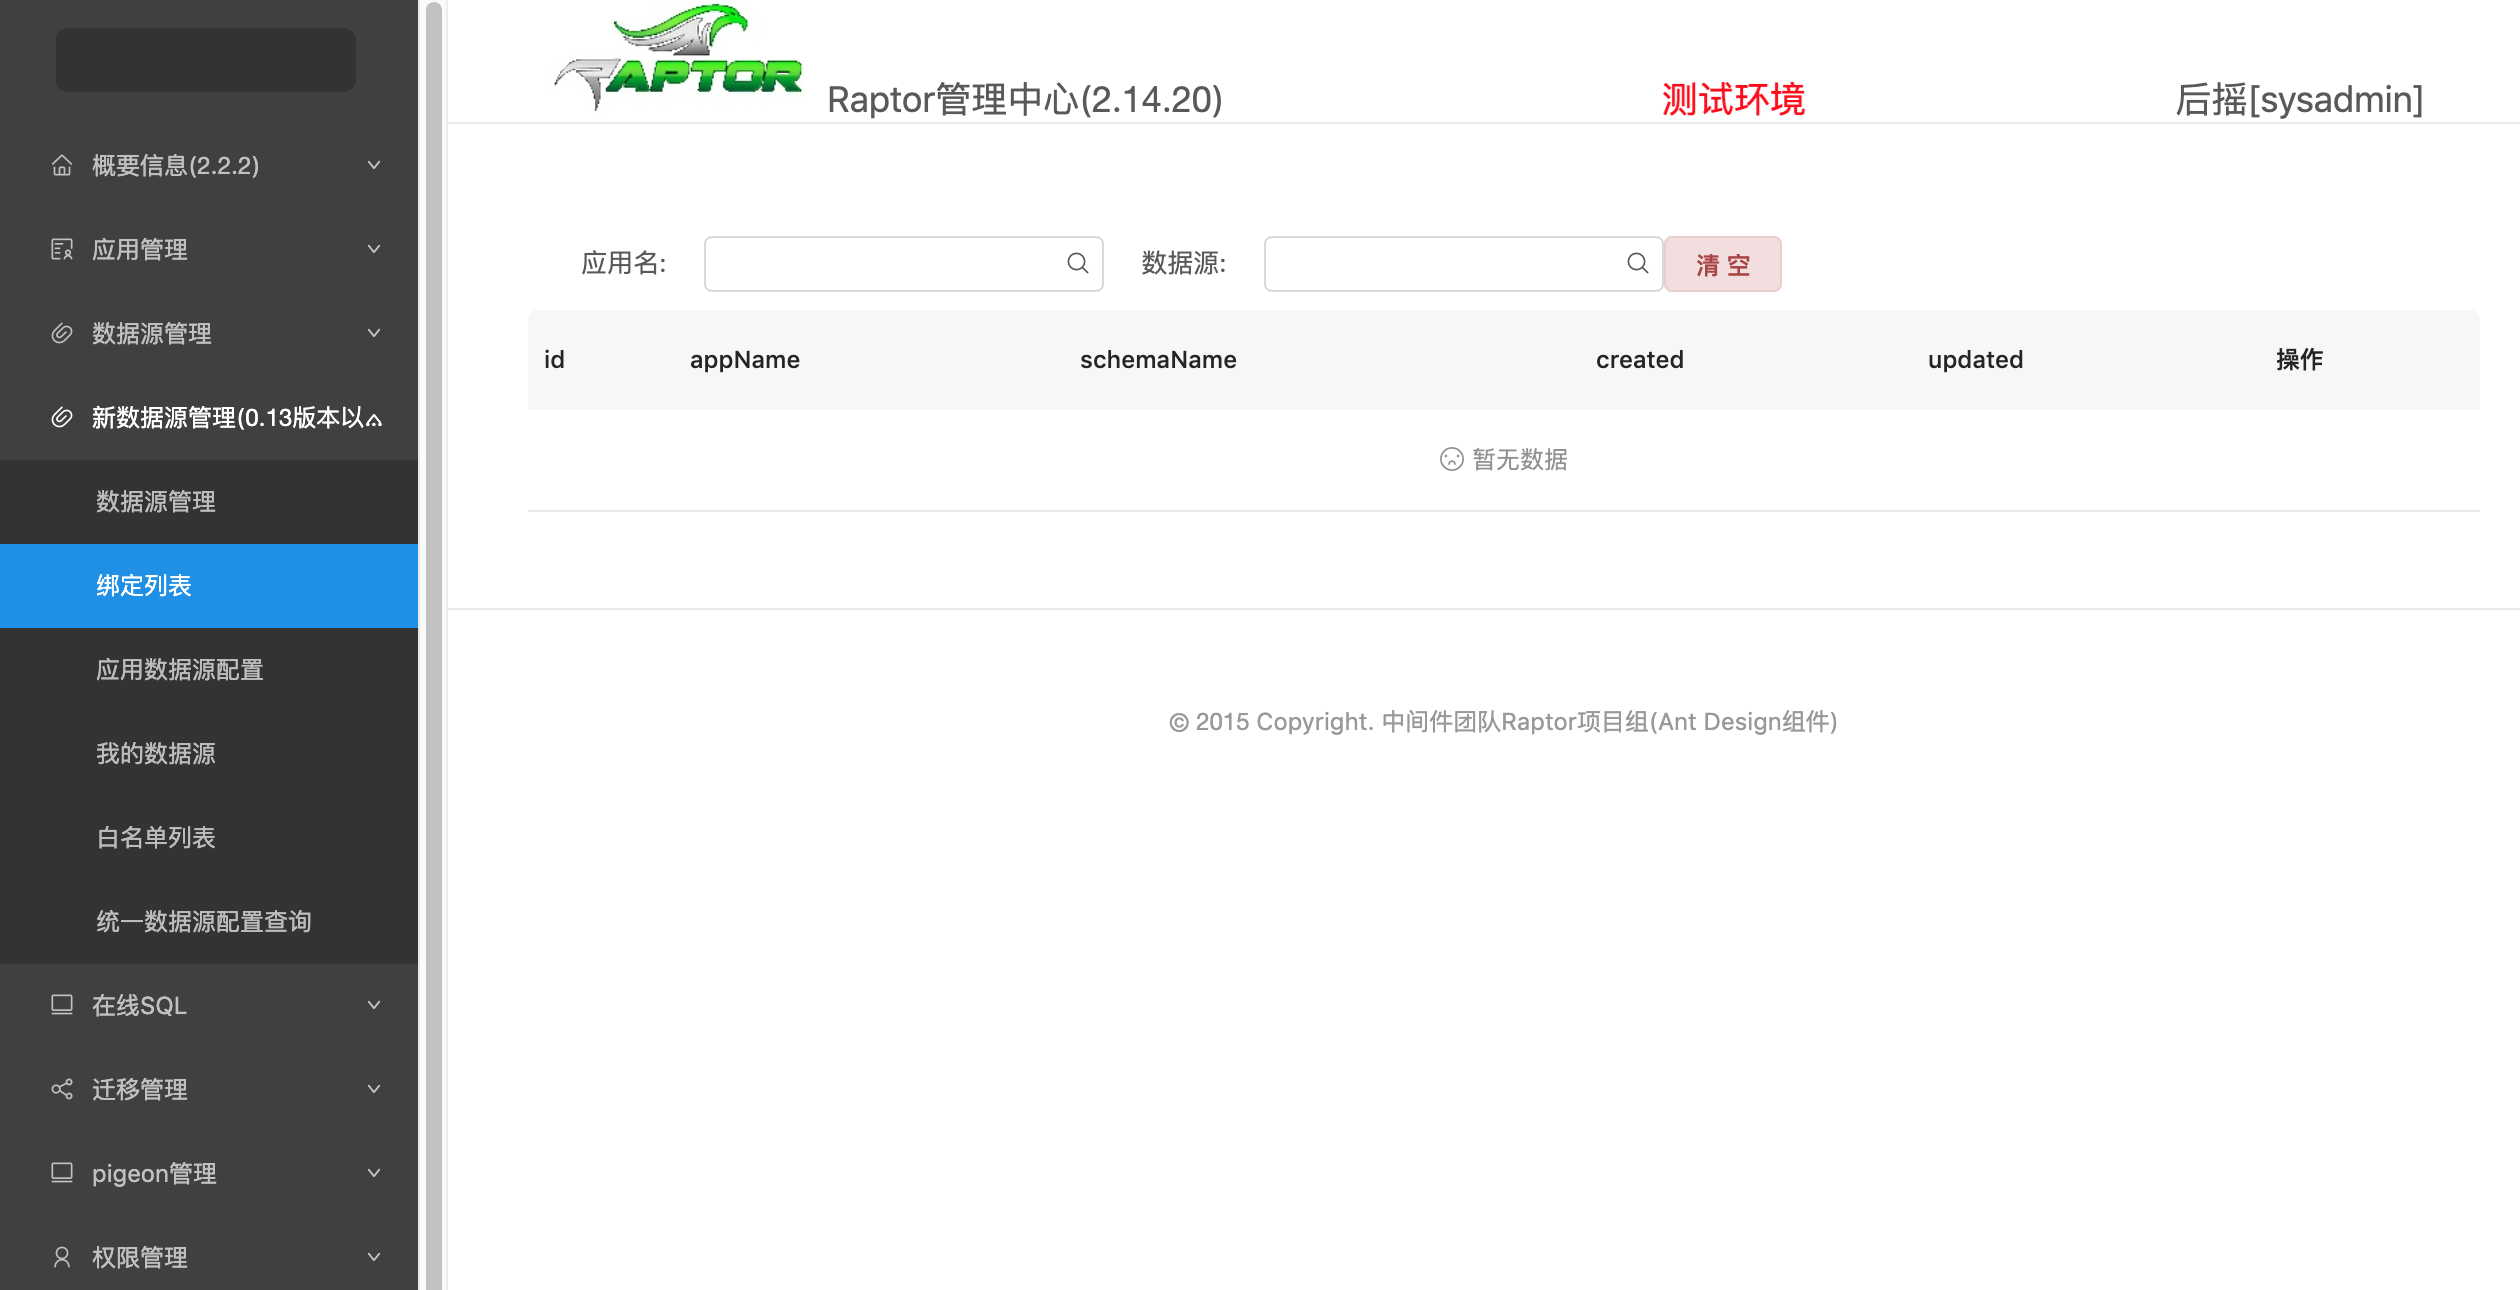 RAPTOR
Raptor管理中心(2.14.20)
测试环境
后摇[sysadmin]
概要信息(2.2.2)
应用管理
数据源管理
新数据源管理(0.13版本以
数据源管理
绑定列表
应用数据源配置
我的数据源
白名单列表
统一数据源配置查询
在线SQL
迁移管理
pigeon管理
权限管理
应用名:
数据源:
清 空
id appName schemaName created updated 操作
暂无数据
© 2015 Copyright. 中间件团队Raptor项目组(Ant Design组件)